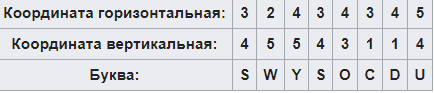 Координата горизонтальная: 3 2 4 3 4 3 4 5
Координата вертикальная: 4 5 5 4 3 1 1 4
Буква: S W Y S O C D U